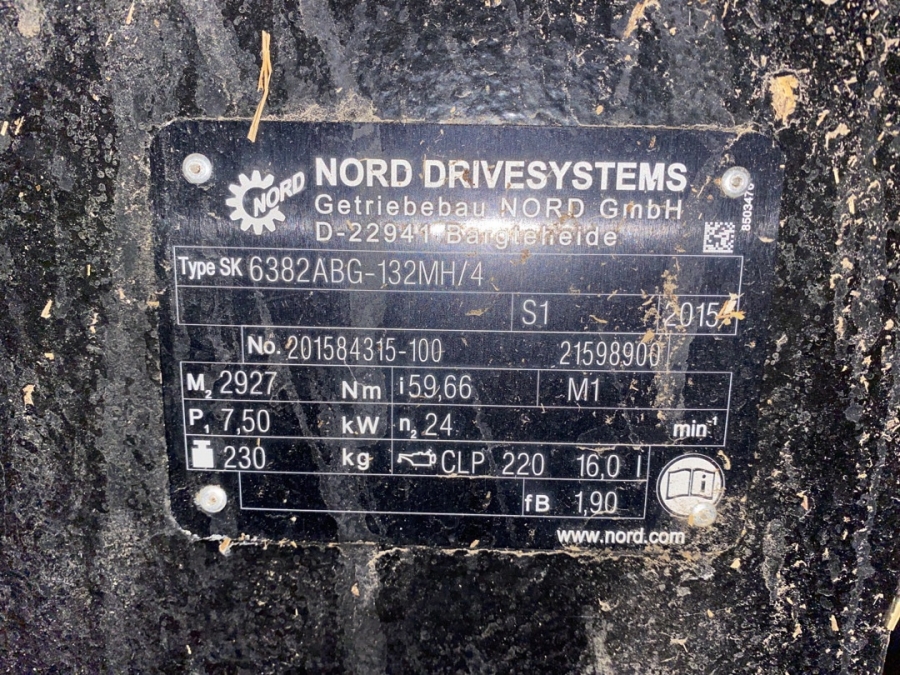 NORD
NORD DRIVESYSTEMS
Getriebebau NORD GmbH
D-22941 Bargteheide
Type SK 6382ABG-132MH/4
S1 2015
No. 201584315-100 21598900
M2 2927 Nm i 59,66 M1
P1 7,50 kW n2 24 min-1
230 kg CLP 220 16,0 l
fB 1,90
i
www.nord.com